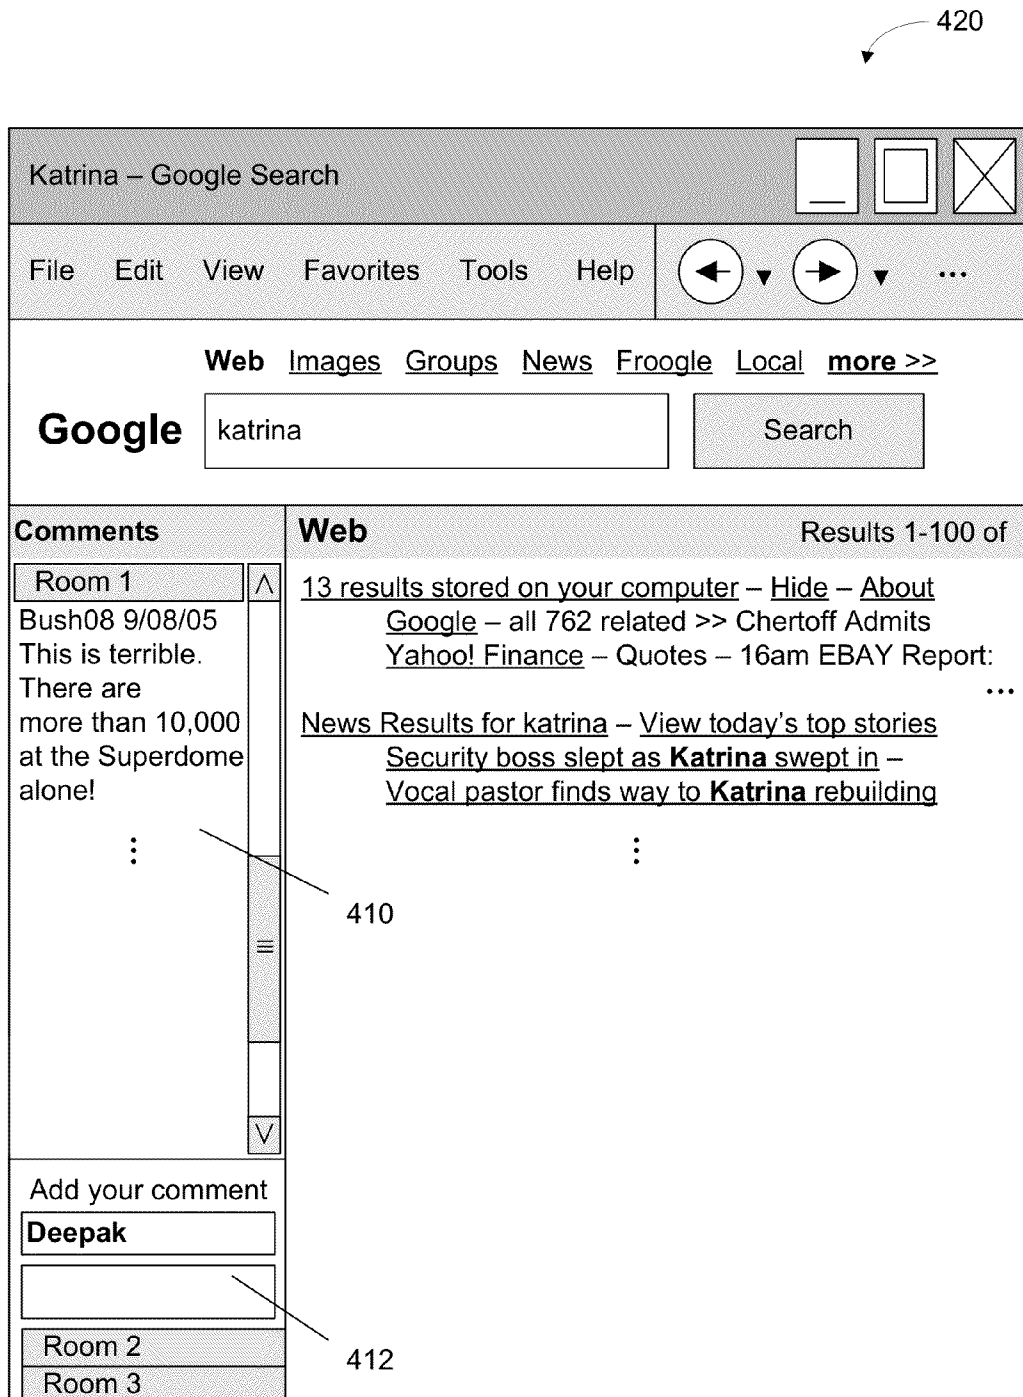 420
Katrina – Google Search
File Edit View Favorites Tools Help ...
Web Images Groups News Froogle Local more >>
Google katrina Search
Comments
Room 1
Bush08 9/08/05
This is terrible.
There are
more than 10,000
at the Superdome
alone!
410
Add your comment
Deepak
412
Room 2
Room 3
Web Results 1-100 of
13 results stored on your computer – Hide – About
Google – all 762 related >> Chertoff Admits
Yahoo! Finance – Quotes – 16am EBAY Report:
...
News Results for katrina – View today's top stories
Security boss slept as Katrina swept in –
Vocal pastor finds way to Katrina rebuilding